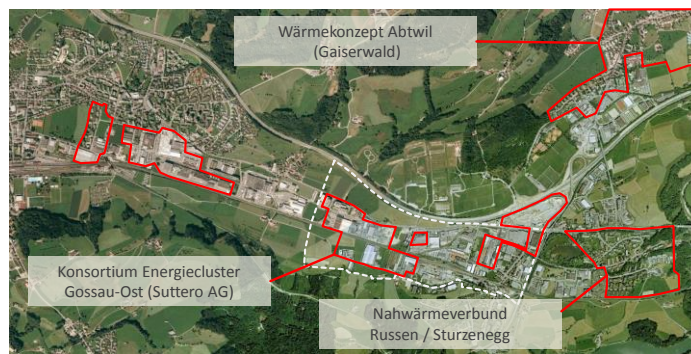 Wärmekonzept Abtwil
(Gaiserwald)
Konsortium Energiecluster
Gossau-Ost (Suttero AG)
Nahwärmeverbund
Russen / Sturzenegg